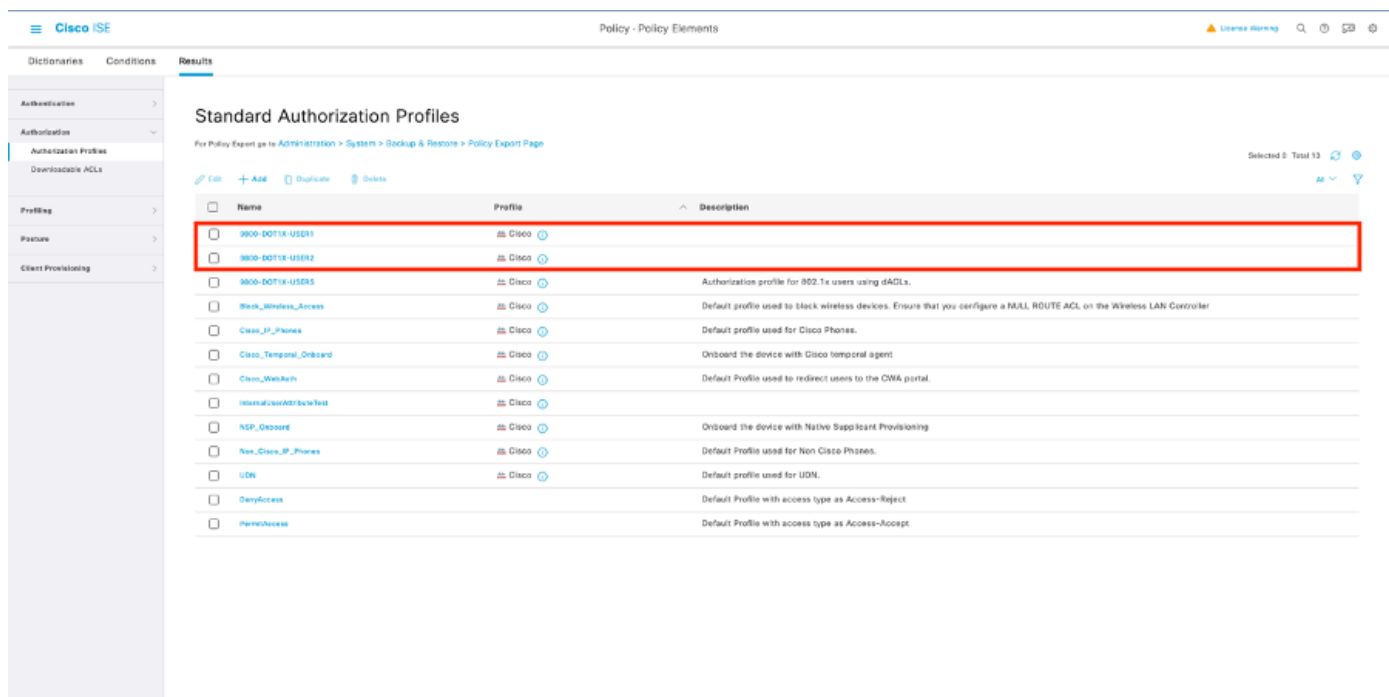 Cisco ISE
Policy · Policy Elements
License Warning
Dictionaries Conditions Results
Authentication
Authorization
Authorization Profiles
Downloadable ACLs
Profiling
Posture
Client Provisioning
Standard Authorization Profiles
For Policy Export go to Administration > System > Backup & Restore > Policy Export Page
Selected 0 Total 13
Edit Add Duplicate Delete
All
Name Profile Description
9800-DOT1X-USER1 Cisco
9800-DOT1X-USER2 Cisco
9800-DOT1X-USERS Cisco Authorization profile for 802.1x users using dACLs.
Block_Wireless_Access Cisco Default profile used to block wireless devices. Ensure that you configure a NULL ROUTE ACL on the Wireless LAN Controller
Cisco_IP_Phones Cisco Default profile used for Cisco Phones.
Cisco_Temporal_Onboard Cisco Onboard the device with Cisco temporal agent
Cisco_WebAuth Cisco Default Profile used to redirect users to the CWA portal.
InternalUserAttributeTest Cisco
NSP_Onboard Cisco Onboard the device with Native Supplicant Provisioning
Non_Cisco_IP_Phones Cisco Default Profile used for Non Cisco Phones.
UDN Cisco Default profile used for UDN.
DenyAccess Default Profile with access type as Access-Reject
PermitAccess Default Profile with access type as Access-Accept